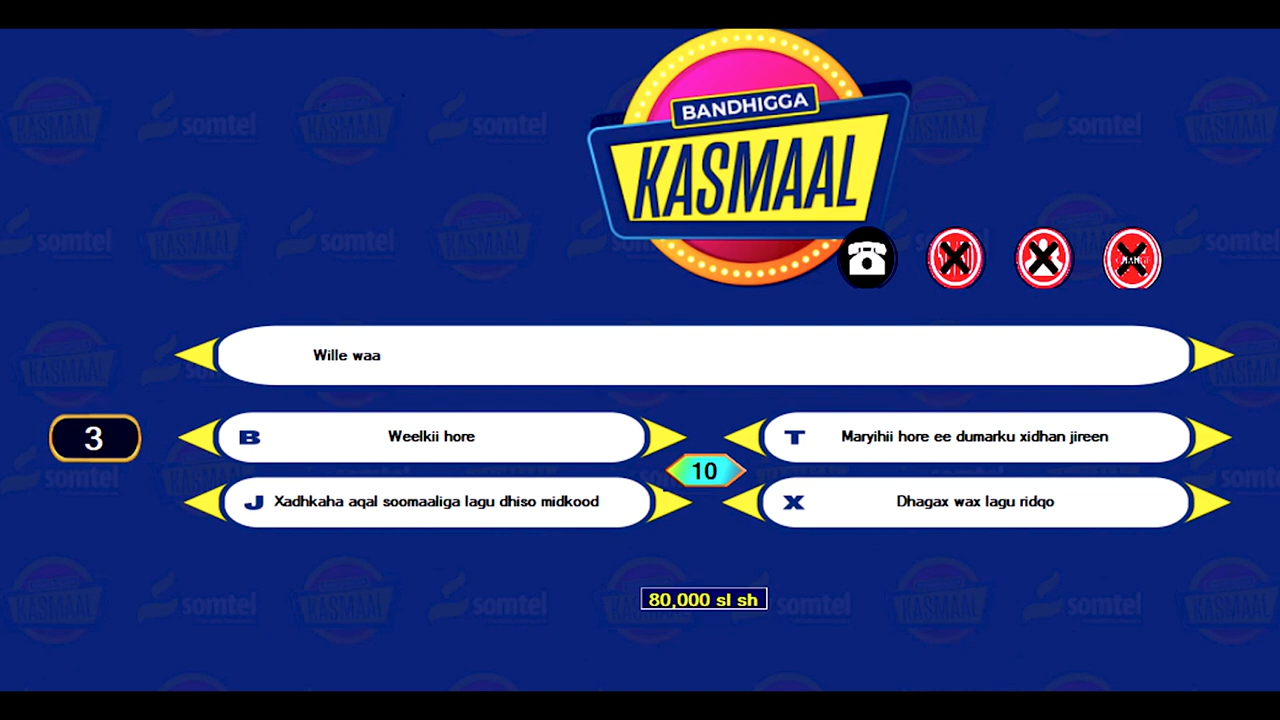 BANDHIGGA
KASMAAL
Wille waa
3
B Weelkii hore
T Maryihii hore ee dumarku xidhan jireen
10
J Xadhkaha aqal soomaaliga lagu dhiso midkood
X Dhagax wax lagu ridqo
80,000 sl sh
somtel